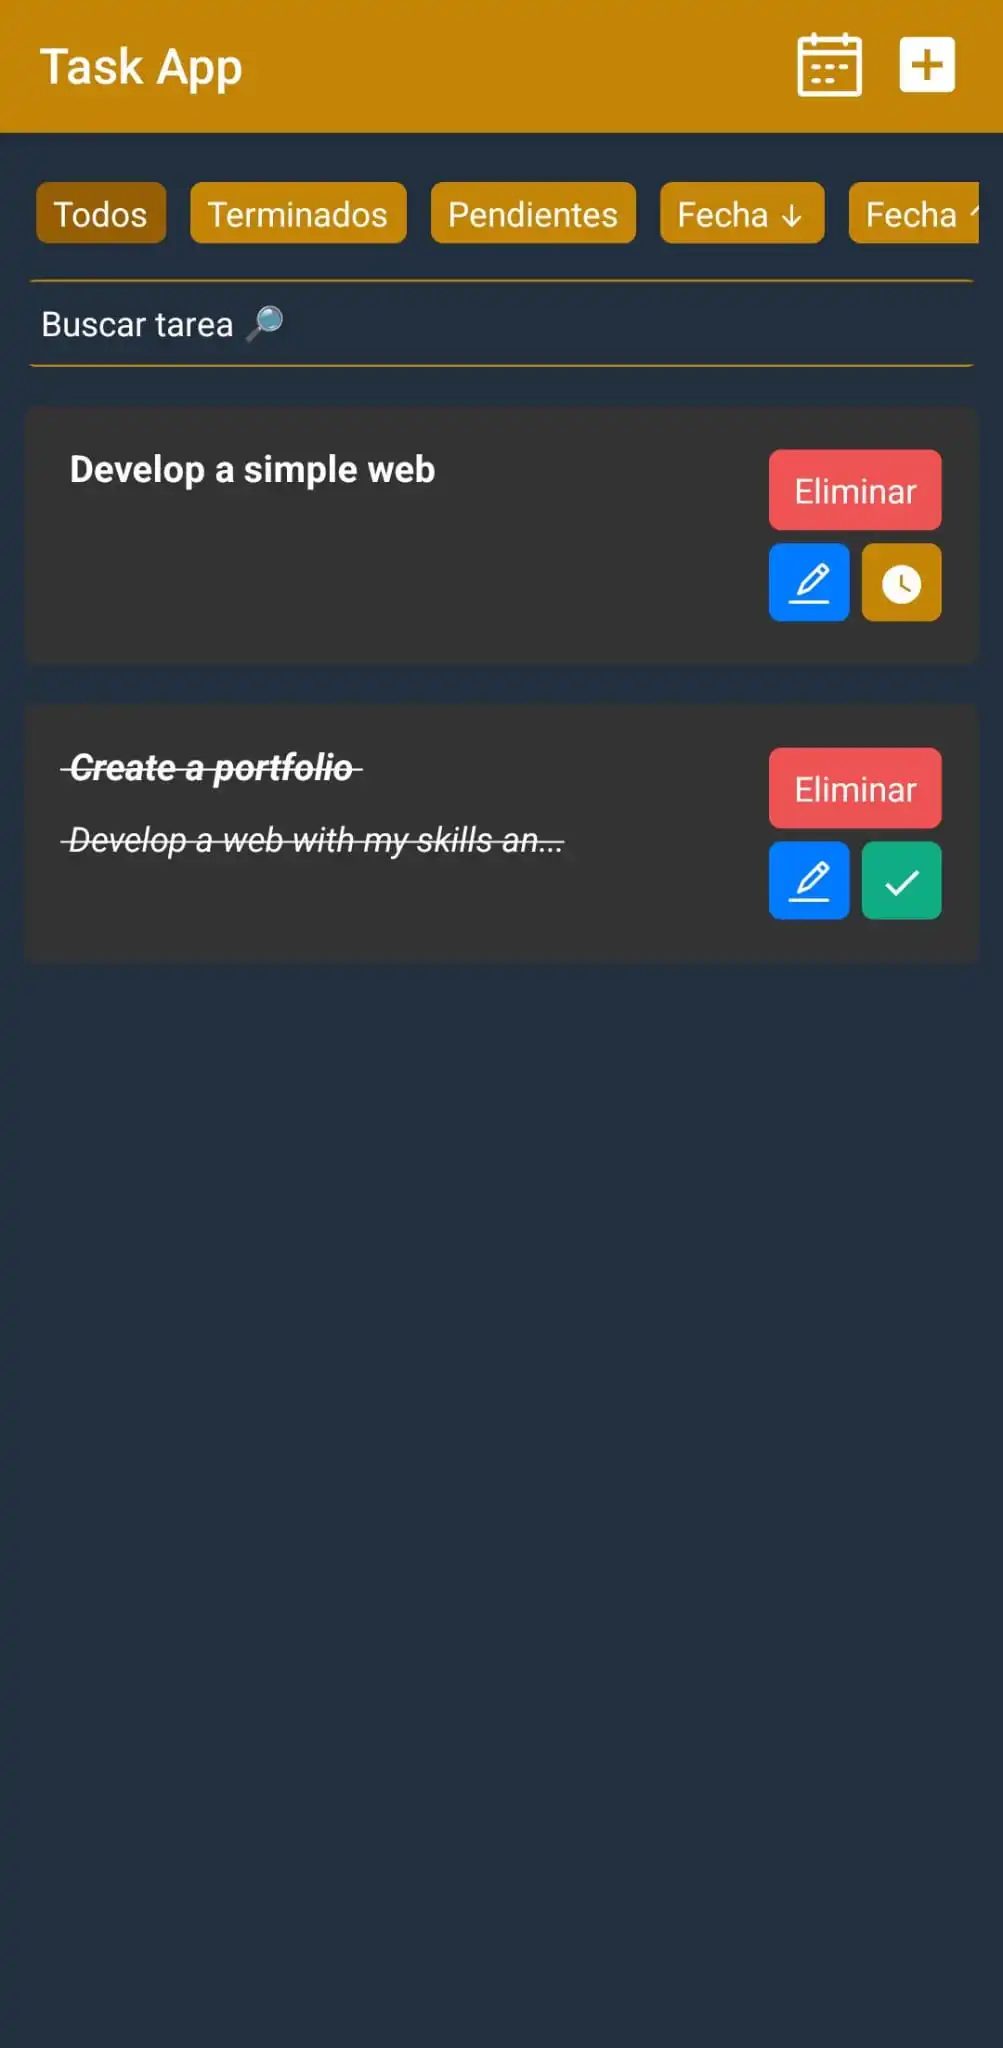 Task App
Todos Terminados Pendientes Fecha ↓ Fecha
Buscar tarea 🔎
Develop a simple web
Eliminar
Create a portfolio
Develop a web with my skills an...
Eliminar